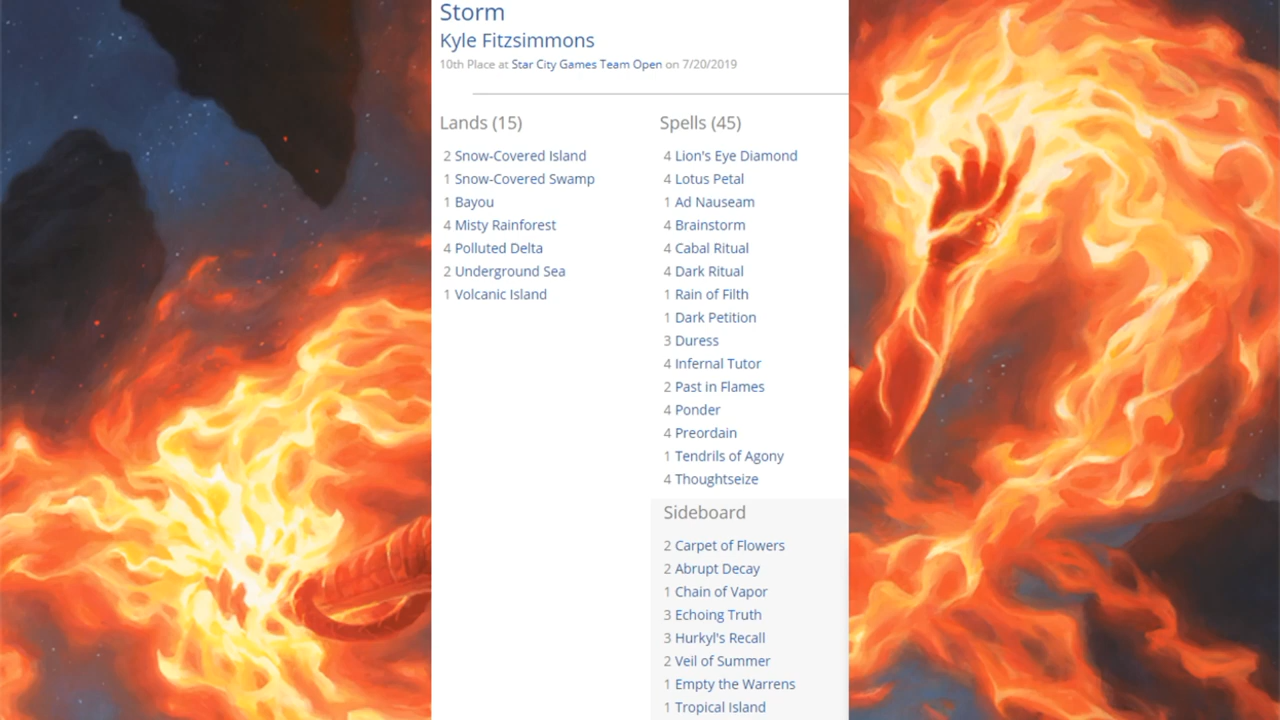 Storm
Kyle Fitzsimmons
10th Place at Star City Games Team Open on 7/20/2019
Lands (15)
2 Snow-Covered Island
1 Snow-Covered Swamp
1 Bayou
4 Misty Rainforest
4 Polluted Delta
2 Underground Sea
1 Volcanic Island
Spells (45)
4 Lion's Eye Diamond
4 Lotus Petal
1 Ad Nauseam
4 Brainstorm
4 Cabal Ritual
4 Dark Ritual
1 Rain of Filth
1 Dark Petition
3 Duress
4 Infernal Tutor
2 Past in Flames
4 Ponder
4 Preordain
1 Tendrils of Agony
4 Thoughtseize
Sideboard
2 Carpet of Flowers
2 Abrupt Decay
1 Chain of Vapor
3 Echoing Truth
3 Hurkyl's Recall
2 Veil of Summer
1 Empty the Warrens
1 Tropical Island